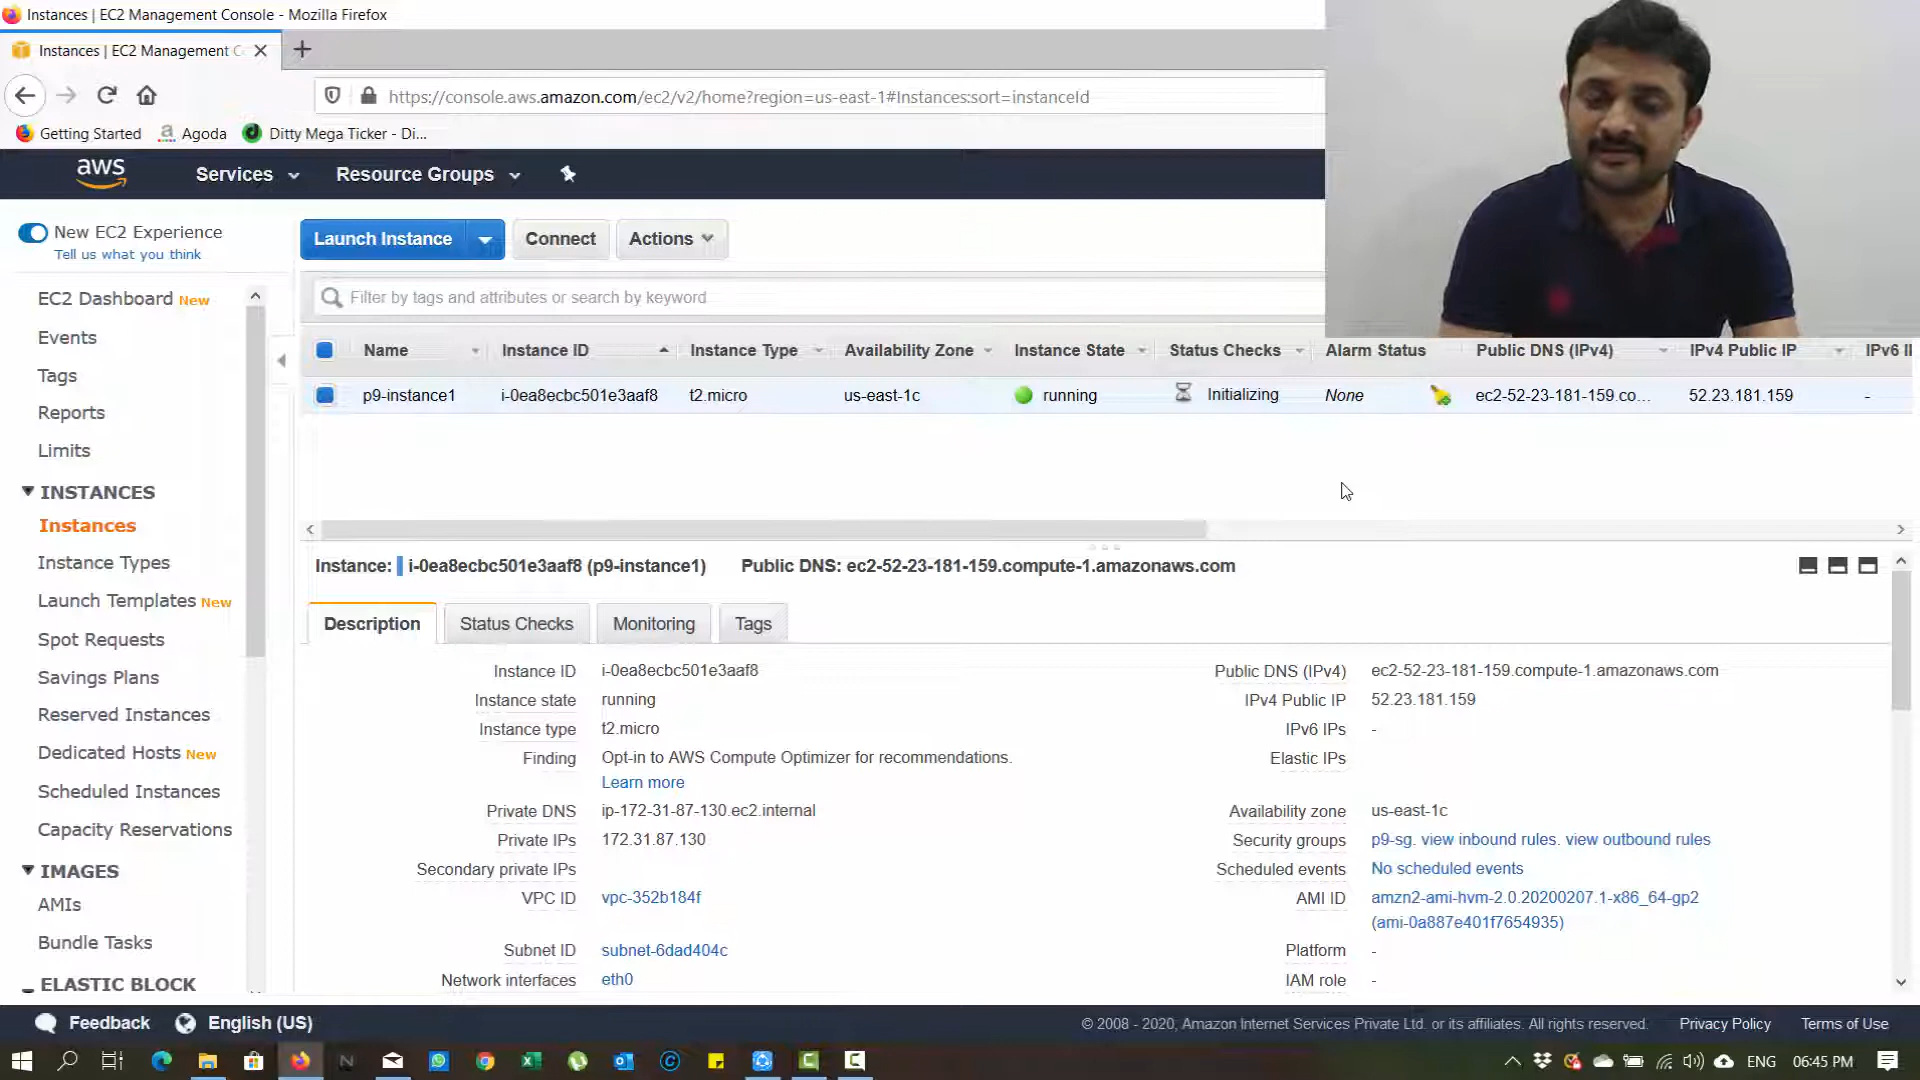 Instances | EC2 Management Console - Mozilla Firefox
Instances | EC2 Management C
https://console.aws.amazon.com/ec2/v2/home?region=us-east-1#Instances:sort=instanceId
Getting Started Agoda Ditty Mega Ticker - Di...
aws Services Resource Groups
New EC2 Experience
Tell us what you think
EC2 Dashboard New
Events
Tags
Reports
Limits
INSTANCES
Instances
Instance Types
Launch Templates New
Spot Requests
Savings Plans
Reserved Instances
Dedicated Hosts New
Scheduled Instances
Capacity Reservations
IMAGES
AMIs
Bundle Tasks
ELASTIC BLOCK
Launch Instance Connect Actions
Filter by tags and attributes or search by keyword
Name Instance ID Instance Type Availability Zone Instance State Status Checks Alarm Status Public DNS (IPv4) IPv4 Public IP IPv6 II
p9-instance1 i-0ea8ecbc501e3aaf8 t2.micro us-east-1c running Initializing None ec2-52-23-181-159.co... 52.23.181.159 -
Instance: i-0ea8ecbc501e3aaf8 (p9-instance1) Public DNS: ec2-52-23-181-159.compute-1.amazonaws.com
Description Status Checks Monitoring Tags
Instance ID i-0ea8ecbc501e3aaf8
Instance state running
Instance type t2.micro
Finding Opt-in to AWS Compute Optimizer for recommendations.
Learn more
Private DNS ip-172-31-87-130.ec2.internal
Private IPs 172.31.87.130
Secondary private IPs
VPC ID vpc-352b184f
Subnet ID subnet-6dad404c
Network interfaces eth0
Public DNS (IPv4) ec2-52-23-181-159.compute-1.amazonaws.com
IPv4 Public IP 52.23.181.159
IPv6 IPs -
Elastic IPs
Availability zone us-east-1c
Security groups p9-sg. view inbound rules. view outbound rules
Scheduled events No scheduled events
AMI ID amzn2-ami-hvm-2.0.20200207.1-x86_64-gp2
(ami-0a887e401f7654935)
Platform -
IAM role -
Feedback English (US) © 2008 - 2020, Amazon Internet Services Private Ltd. or its affiliates. All rights reserved. Privacy Policy Terms of Use
ENG 06:45 PM